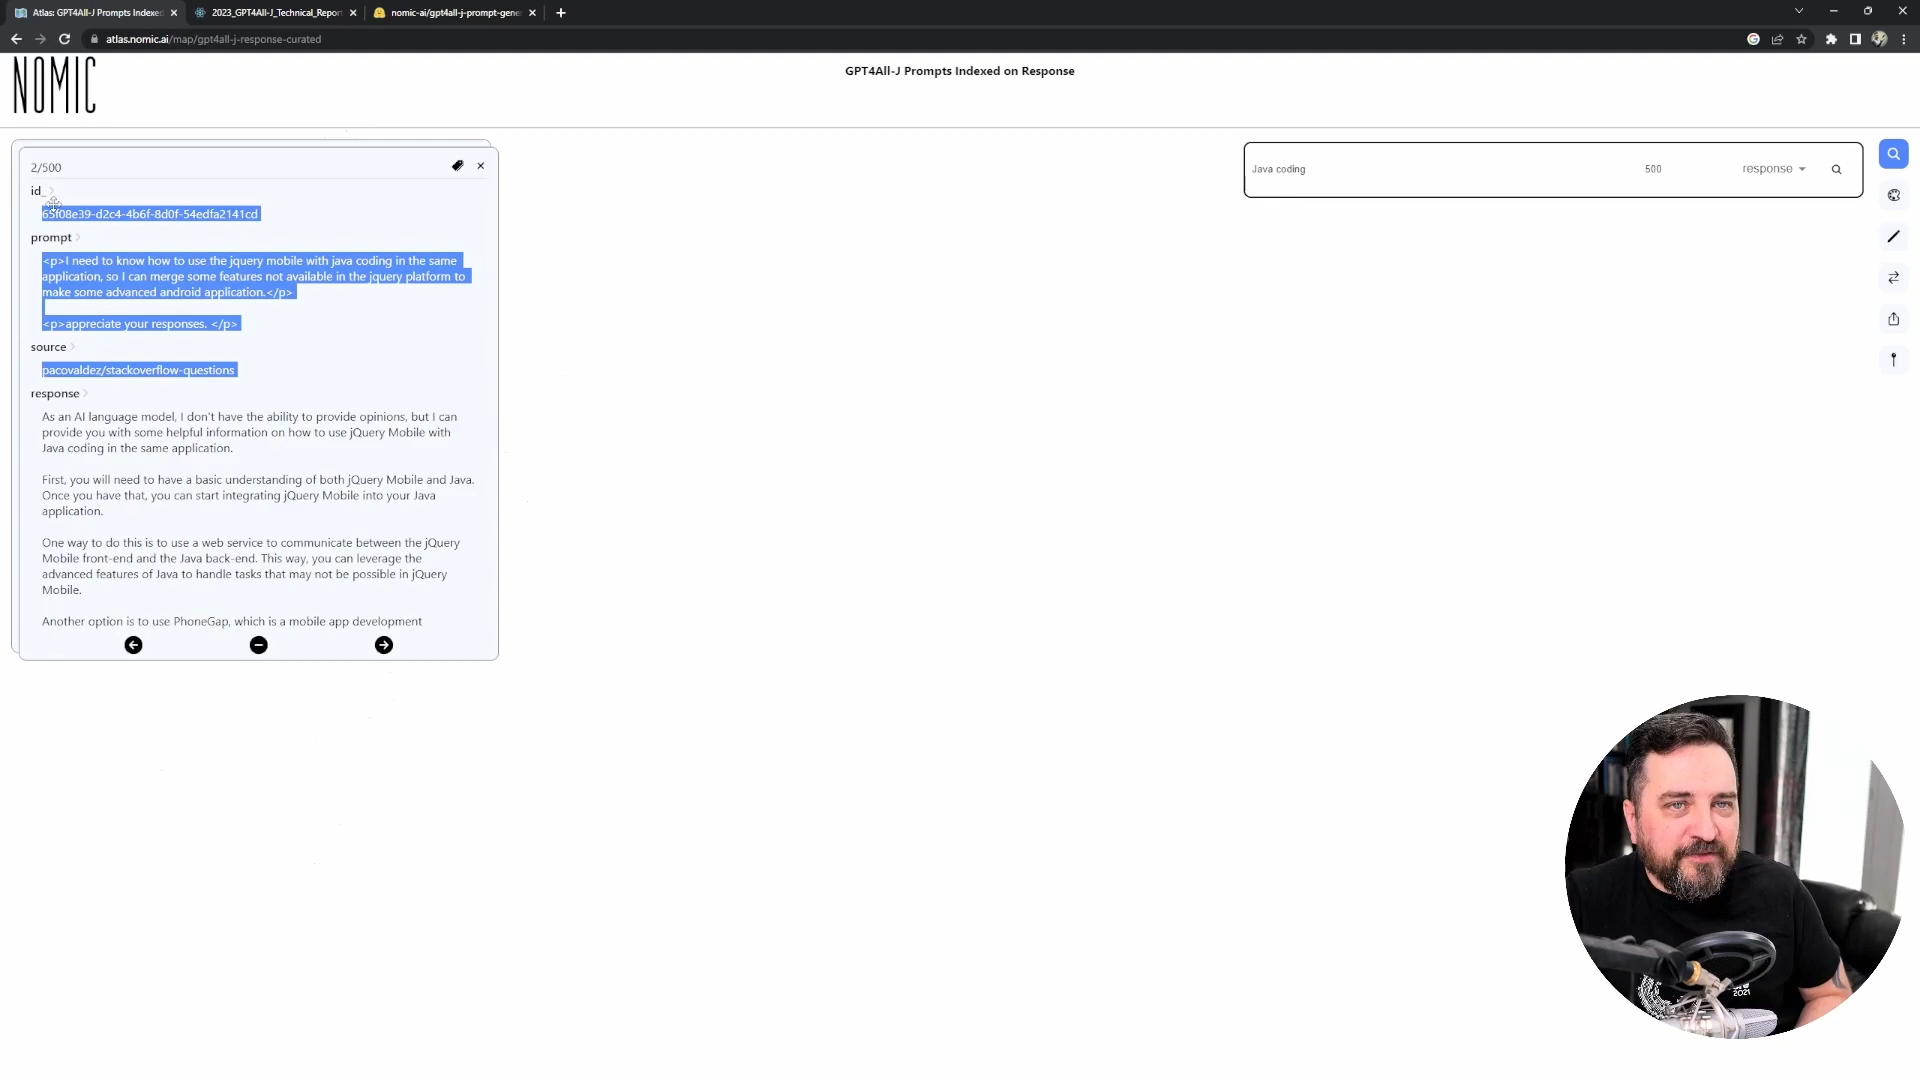 Atlas: GPT4All-J Prompts Indexed
2023_GPT4All-J_Technical_Report
nomic-ai/gpt4all-j-prompt-gene
atlas.nomic.ai/map/gpt4all-j-response-curated
NOMIC
GPT4All-J Prompts Indexed on Response
2/500
id_
65f08e39-d2c4-4b6f-8d0f-54edfa2141cd
prompt
<p>I need to know how to use the jquery mobile with java coding in the same
application, so I can merge some features not available in the jquery platform to
make some advanced android application.</p>
<p>appreciate your responses. </p>
source
pacovaldez/stackoverflow-questions
response
As an AI language model, I don't have the ability to provide opinions, but I can
provide you with some helpful information on how to use jQuery Mobile with
Java coding in the same application.
First, you will need to have a basic understanding of both jQuery Mobile and Java.
Once you have that, you can start integrating jQuery Mobile into your Java
application.
One way to do this is to use a web service to communicate between the jQuery
Mobile front-end and the Java back-end. This way, you can leverage the
advanced features of Java to handle tasks that may not be possible in jQuery
Mobile.
Another option is to use PhoneGap, which is a mobile app development
Java coding
500
response
2021